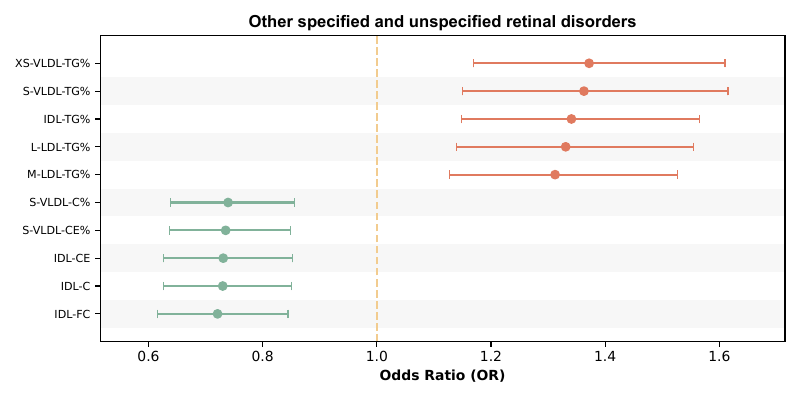 Other specified and unspecified retinal disorders
XS-VLDL-TG%
S-VLDL-TG%
IDL-TG%
L-LDL-TG%
M-LDL-TG%
S-VLDL-C%
S-VLDL-CE%
IDL-CE
IDL-C
IDL-FC
0.6 0.8 1.0 1.2 1.4 1.6
Odds Ratio (OR)